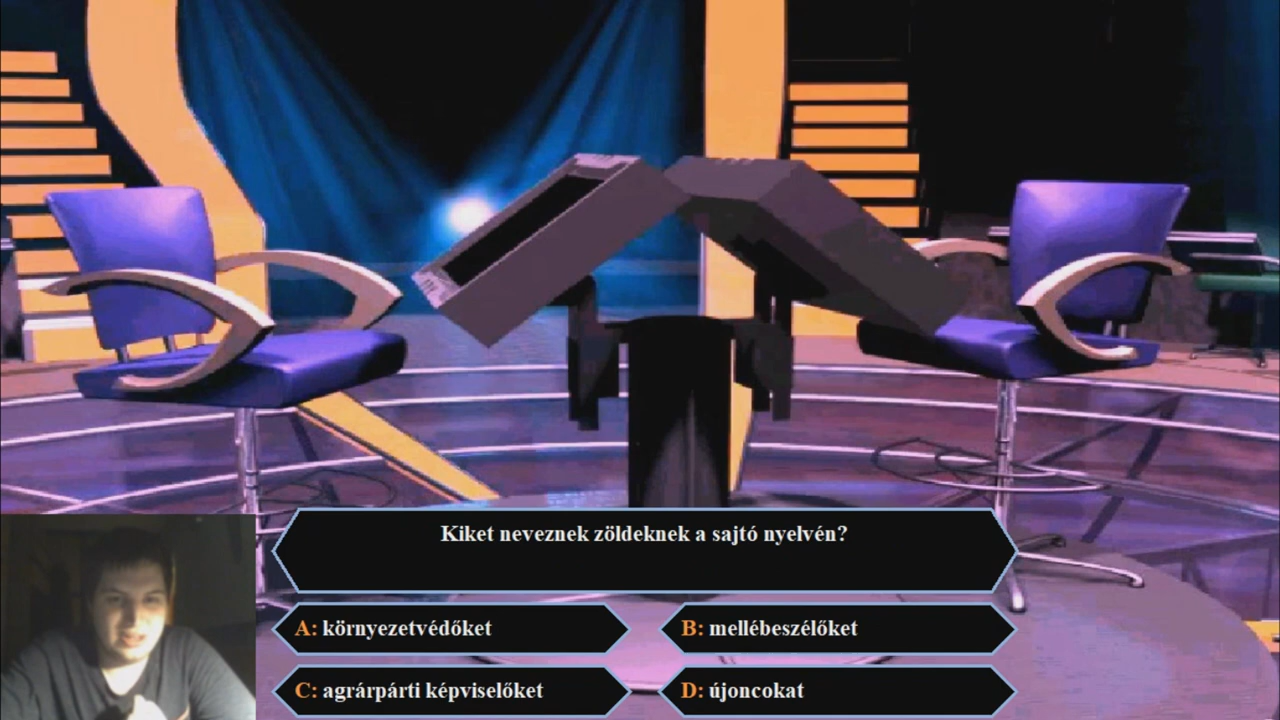 Kiket neveznek zöldeknek a sajtó nyelvén?
A: környezetvédőket
B: mellébeszélőket
C: agrárpárti képviselőket
D: újoncokat